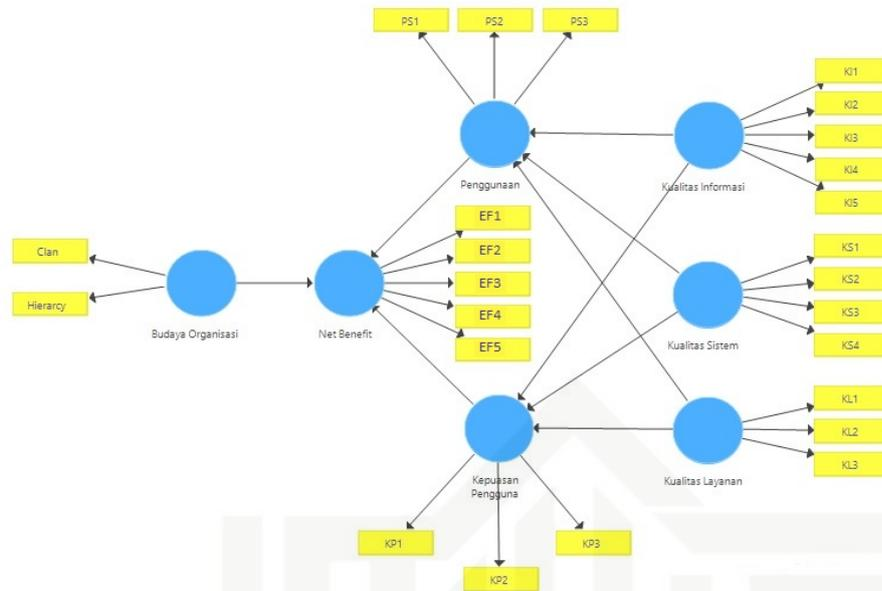 PS1
PS2
PS3
Penggunaan
Kualitas Informasi
KI1
KI2
KI3
KI4
KI5
Clan
Hierarcy
Budaya Organisasi
Net Benefit
EF1
EF2
EF3
EF4
EF5
Kualitas Sistem
KS1
KS2
KS3
KS4
Kepuasan
Pengguna
Kualitas Layanan
KL1
KL2
KL3
KP1
KP2
KP3